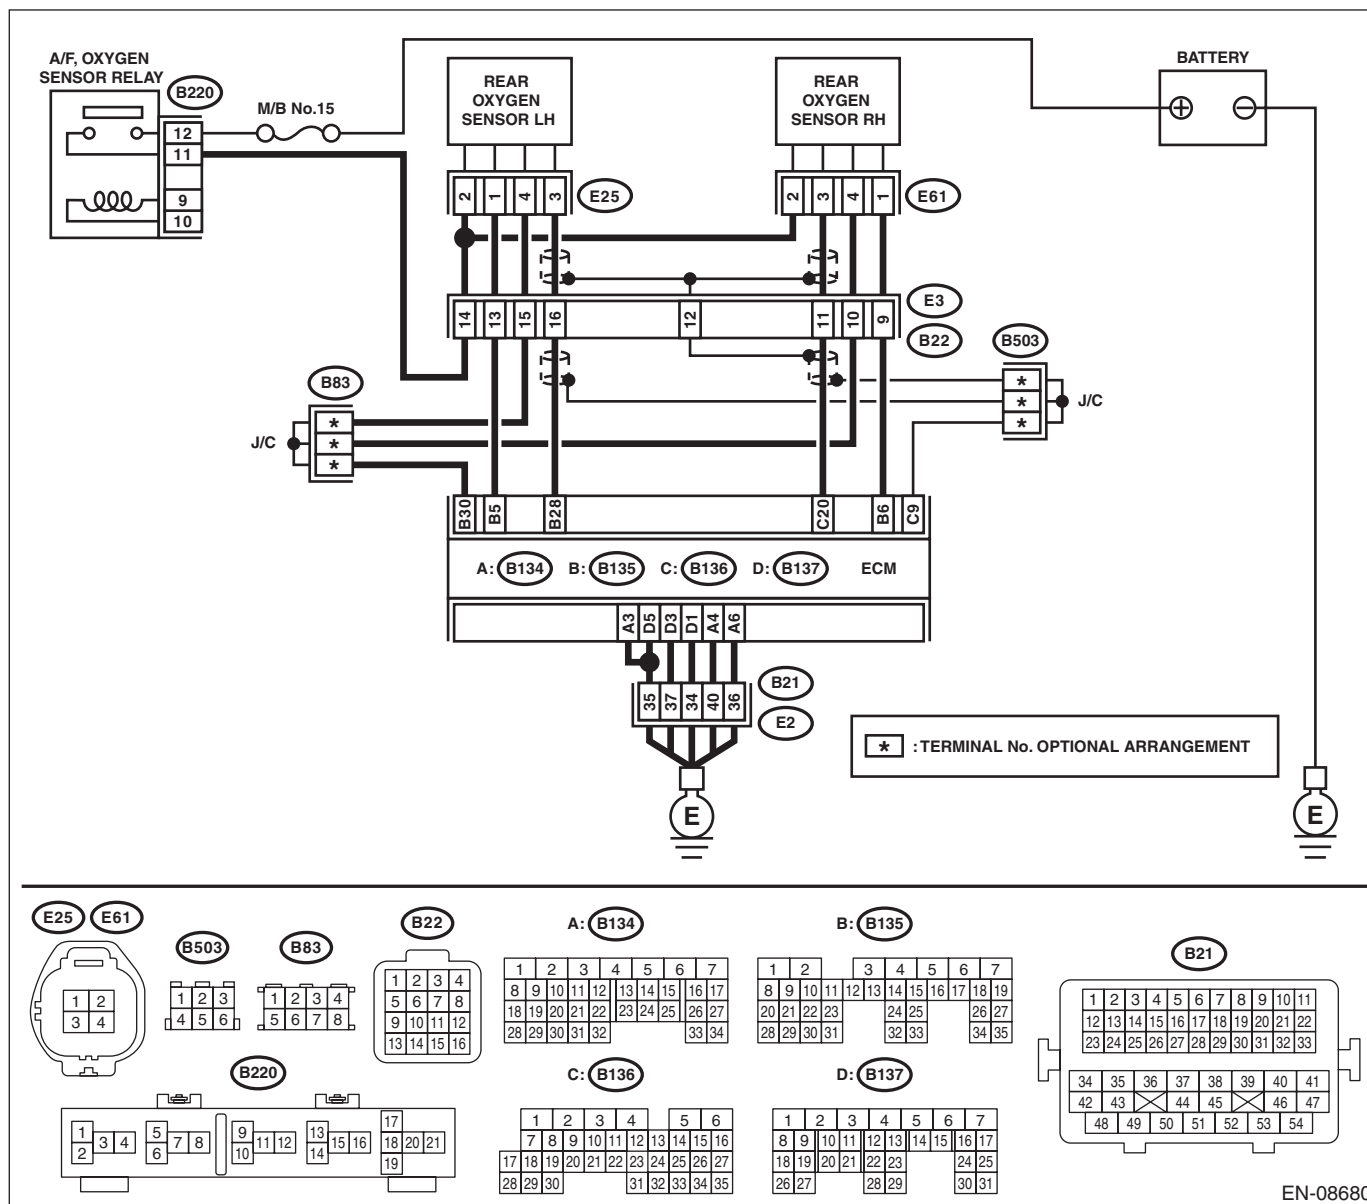 A/F, OXYGEN
SENSOR RELAY
B220
12
11
9
10
M/B No.15
REAR
OXYGEN
SENSOR LH
REAR
OXYGEN
SENSOR RH
BATTERY
2 1 4 3
E25
2 3 4 1
E61
14 13 15 16 12 11 10 9
E3
B22
B503
*
*
*
J/C
B83
*
*
*
J/C
B30 B5 B28 C20 B6 C9
A: B134 B: B135 C: B136 D: B137 ECM
A3 D5 D3 D1 A4 A6
35 37 34 40 36
B21
E2
* : TERMINAL No. OPTIONAL ARRANGEMENT
E
E
E25 E61
1 2
3 4
B503
1 2 3
4 5 6
B83
1 2 3 4
5 6 7 8
B22
1 2 3 4
5 6 7 8
9 10 11 12
13 14 15 16
A: B134
1 2 3 4 5 6 7
8 9 10 11 12 13 14 15 16 17
18 19 20 21 22 23 24 25 26 27
28 29 30 31 32 33 34
B: B135
1 2 3 4 5 6 7
8 9 10 11 12 13 14 15 16 17 18 19
20 21 22 23 24 25 26 27
28 29 30 31 32 33 34 35
B21
1 2 3 4 5 6 7 8 9 10 11
12 13 14 15 16 17 18 19 20 21 22
23 24 25 26 27 28 29 30 31 32 33
34 35 36 37 38 39 40 41
42 43 44 45 46 47
48 49 50 51 52 53 54
B220
1 2 3 4 5 6 7 8 9 10 11 12 13 14 15 16 17 18 19 20 21
C: B136
1 2 3 4 5 6
7 8 9 10 11 12 13 14 15 16
17 18 19 20 21 22 23 24 25 26 27
28 29 30 31 32 33 34 35
D: B137
1 2 3 4 5 6 7
8 9 10 11 12 13 14 15 16 17
18 19 20 21 22 23 24 25
26 27 28 29 30 31
EN-08680